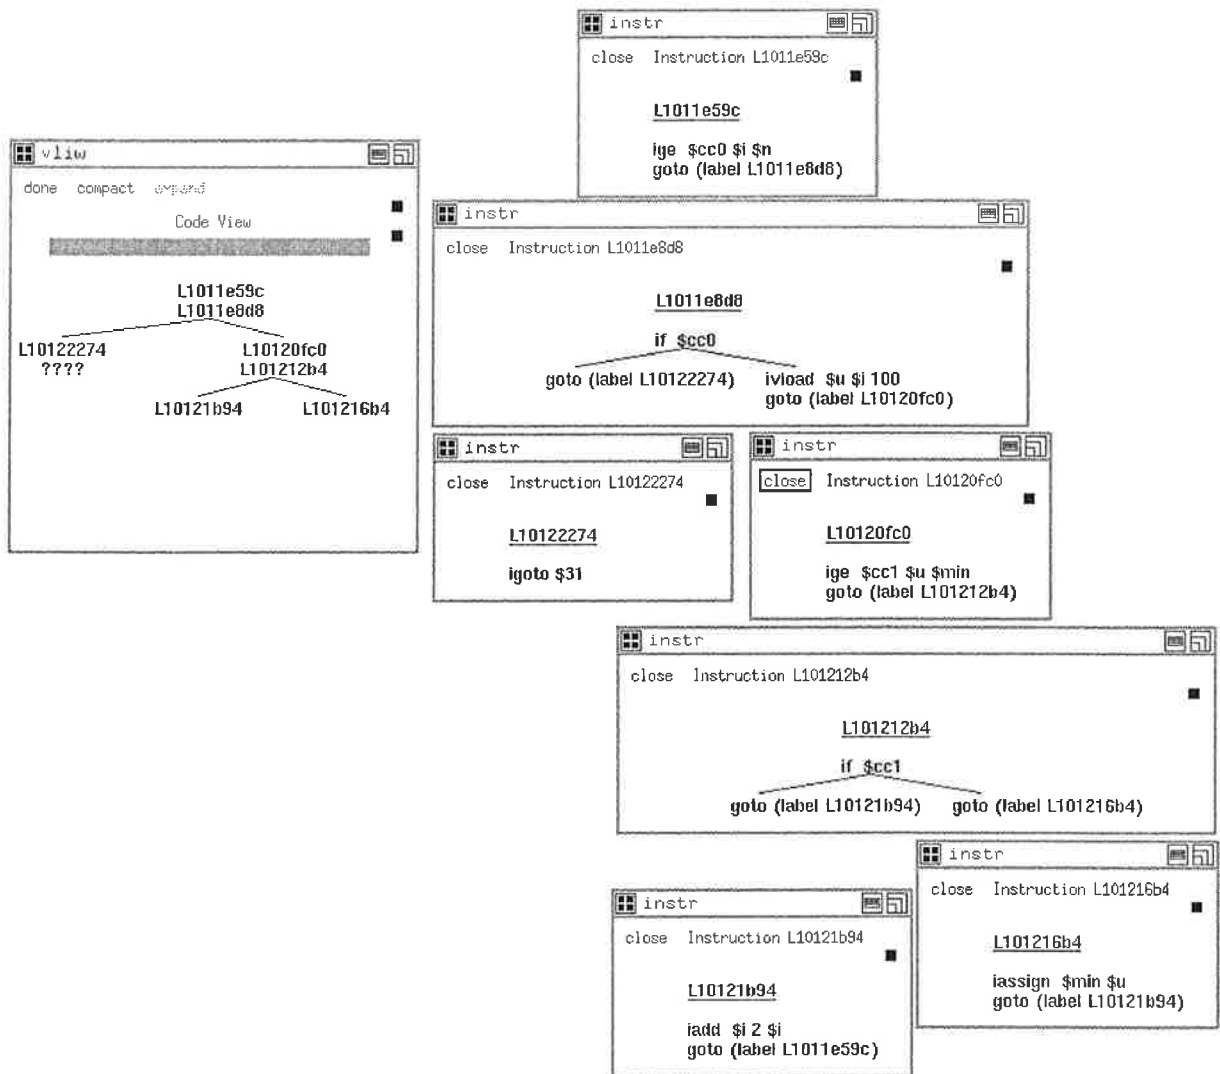 instr
close Instruction L1011e59c
L1011e59c
ige $cc0 $i $n
goto (label L1011e8d8)
vliw
done compact expand
Code View
L1011e59c
L1011e8d8
L10122274 L10120fc0
???? L101212b4
L10121b94 L101216b4
instr
close Instruction L1011e8d8
L1011e8d8
if $cc0
goto (label L10122274) ivload $u $i 100
goto (label L10120fc0)
instr
close Instruction L10122274
L10122274
igoto $31
instr
close Instruction L10120fc0
L10120fc0
ige $cc1 $u $min
goto (label L101212b4)
instr
close Instruction L101212b4
L101212b4
if $cc1
goto (label L10121b94) goto (label L101216b4)
instr
close Instruction L101216b4
L101216b4
iassign $min $u
goto (label L10121b94)
instr
close Instruction L10121b94
L10121b94
iadd $i 2 $i
goto (label L1011e59c)